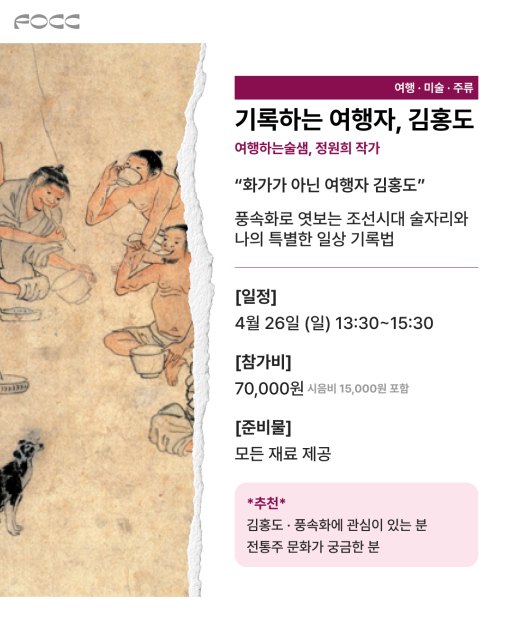 FOCC
여행 · 미술 · 주류
기록하는 여행자, 김홍도
여행하는술샘, 정원희 작가
“화가가 아닌 여행자 김홍도”
풍속화로 엿보는 조선시대 술자리와
나의 특별한 일상 기록법
[일정]
4월 26일 (일) 13:30~15:30
[참가비]
70,000원 시음비 15,000원 포함
[준비물]
모든 재료 제공
*추천*
김홍도 · 풍속화에 관심이 있는 분
전통주 문화가 궁금한 분